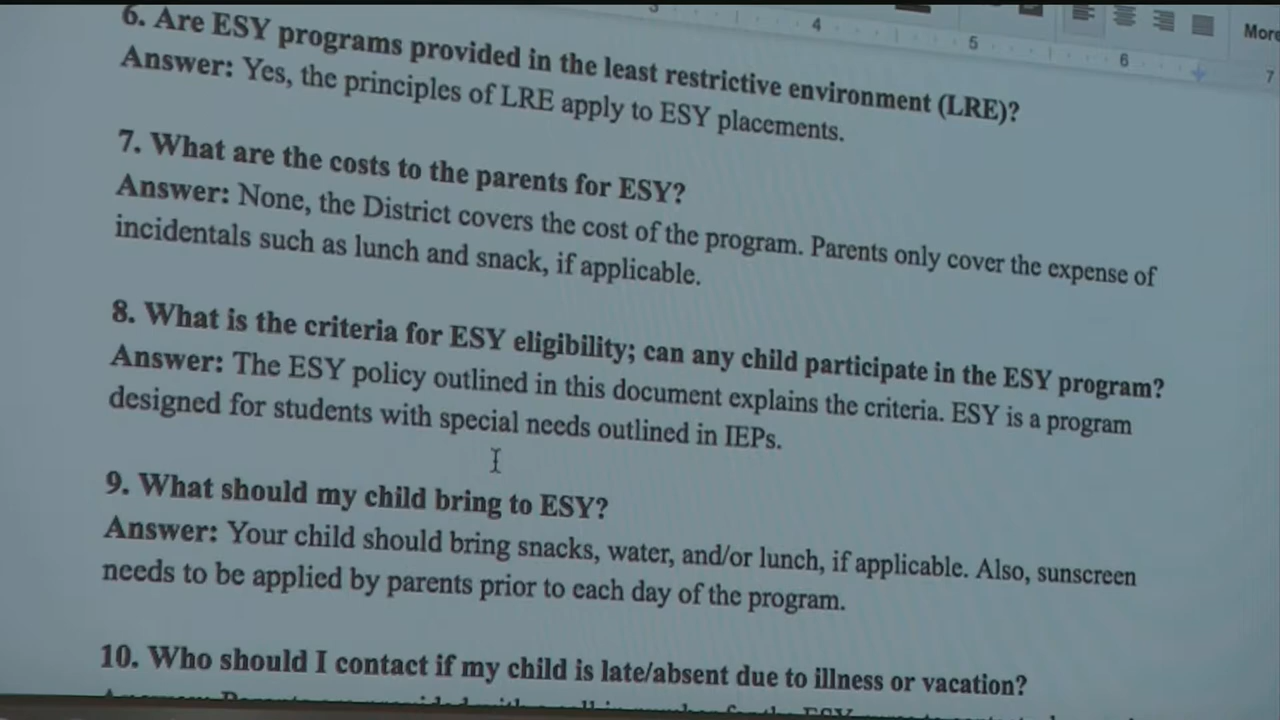 3 4 5 6 7
More
6. Are ESY programs provided in the least restrictive environment (LRE)?
Answer: Yes, the principles of LRE apply to ESY placements.
7. What are the costs to the parents for ESY?
Answer: None, the District covers the cost of the program. Parents only cover the expense of
incidentals such as lunch and snack, if applicable.
8. What is the criteria for ESY eligibility; can any child participate in the ESY program?
Answer: The ESY policy outlined in this document explains the criteria. ESY is a program
designed for students with special needs outlined in IEPs.
9. What should my child bring to ESY?
Answer: Your child should bring snacks, water, and/or lunch, if applicable. Also, sunscreen
needs to be applied by parents prior to each day of the program.
10. Who should I contact if my child is late/absent due to illness or vacation?